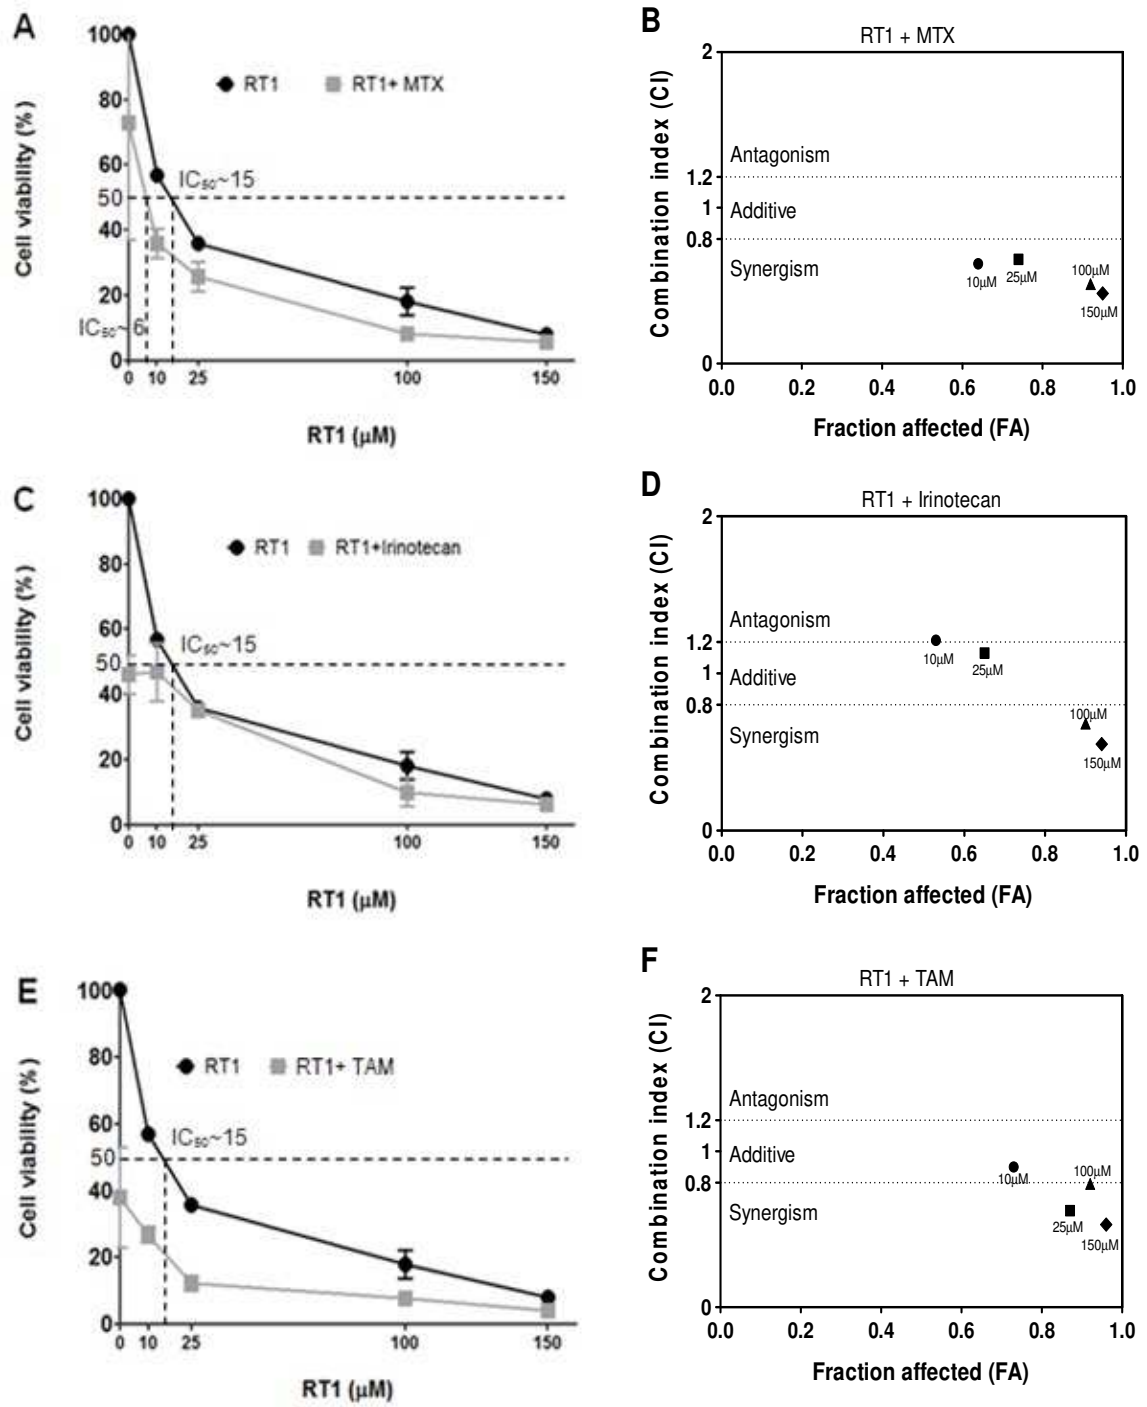 A
Cell viability (%)
100
80
60
50
40
20
0
RT1
RT1+ MTX
IC₅₀~15
IC₅₀~6
0 10 25 100 150
RT1 (µM)
B
RT1 + MTX
Combination index (CI)
2
1.2
1
0.8
0
Antagonism
Additive
Synergism
10µM
25µM
100µM
150µM
0.0 0.2 0.4 0.6 0.8 1.0
Fraction affected (FA)
C
Cell viability (%)
100
80
60
50
40
20
0
RT1
RT1+Irinotecan
IC₅₀~15
0 10 25 100 150
RT1 (µM)
D
RT1 + Irinotecan
Combination index (CI)
2
1.2
1
0.8
0
Antagonism
Additive
Synergism
10µM
25µM
100µM
150µM
0.0 0.2 0.4 0.6 0.8 1.0
Fraction affected (FA)
E
Cell viability (%)
100
80
60
50
40
20
0
RT1
RT1+ TAM
IC₅₀~15
0 10 25 100 150
RT1 (µM)
F
RT1 + TAM
Combination index (CI)
2
1.2
1
0.8
0
Antagonism
Additive
Synergism
10µM
100µM
25µM
150µM
0.0 0.2 0.4 0.6 0.8 1.0
Fraction affected (FA)